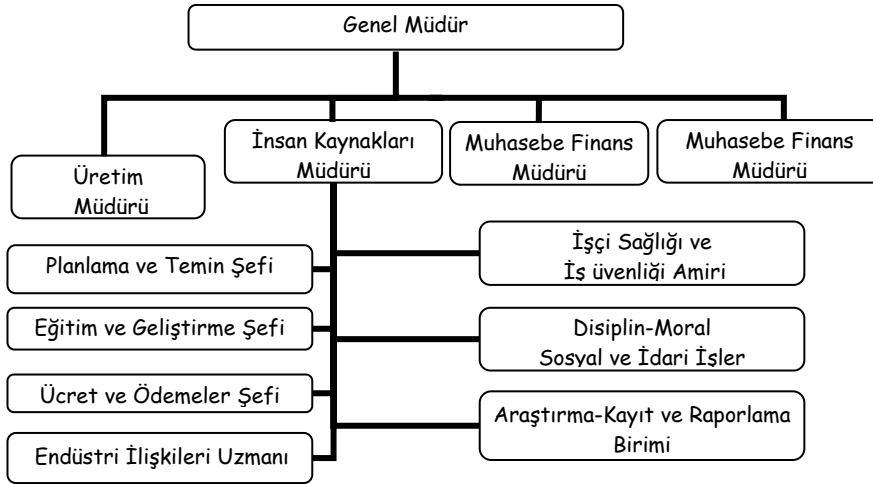 Genel Müdür
Üretim
Müdürü
İnsan Kaynakları
Müdürü
Muhasebe Finans
Müdürü
Muhasebe Finans
Müdürü
Planlama ve Temin Şefi
Eğitim ve Geliştirme Şefi
Ücret ve Ödemeler Şefi
Endüstri İlişkileri Uzmanı
İşçi Sağlığı ve
İş üvenliği Amiri
Disiplin-Moral
Sosyal ve İdari İşler
Araştırma-Kayıt ve Raporlama
Birimi